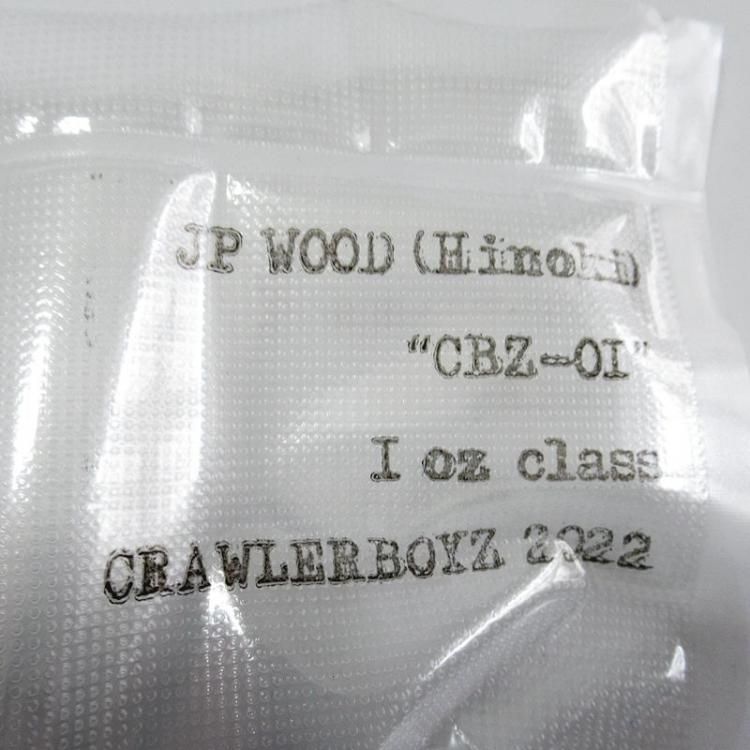 JP WOOD (Hinoki)
"CBZ-01"
1 oz class
CRAWLERBOYZ 2022